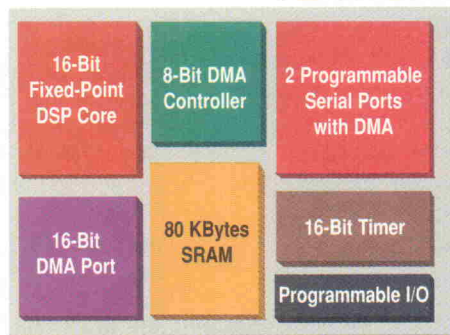 16-Bit
Fixed-Point
DSP Core
8-Bit DMA
Controller
2 Programmable
Serial Ports
with DMA
16-Bit
DMA Port
80 KBytes
SRAM
16-Bit Timer
Programmable I/O